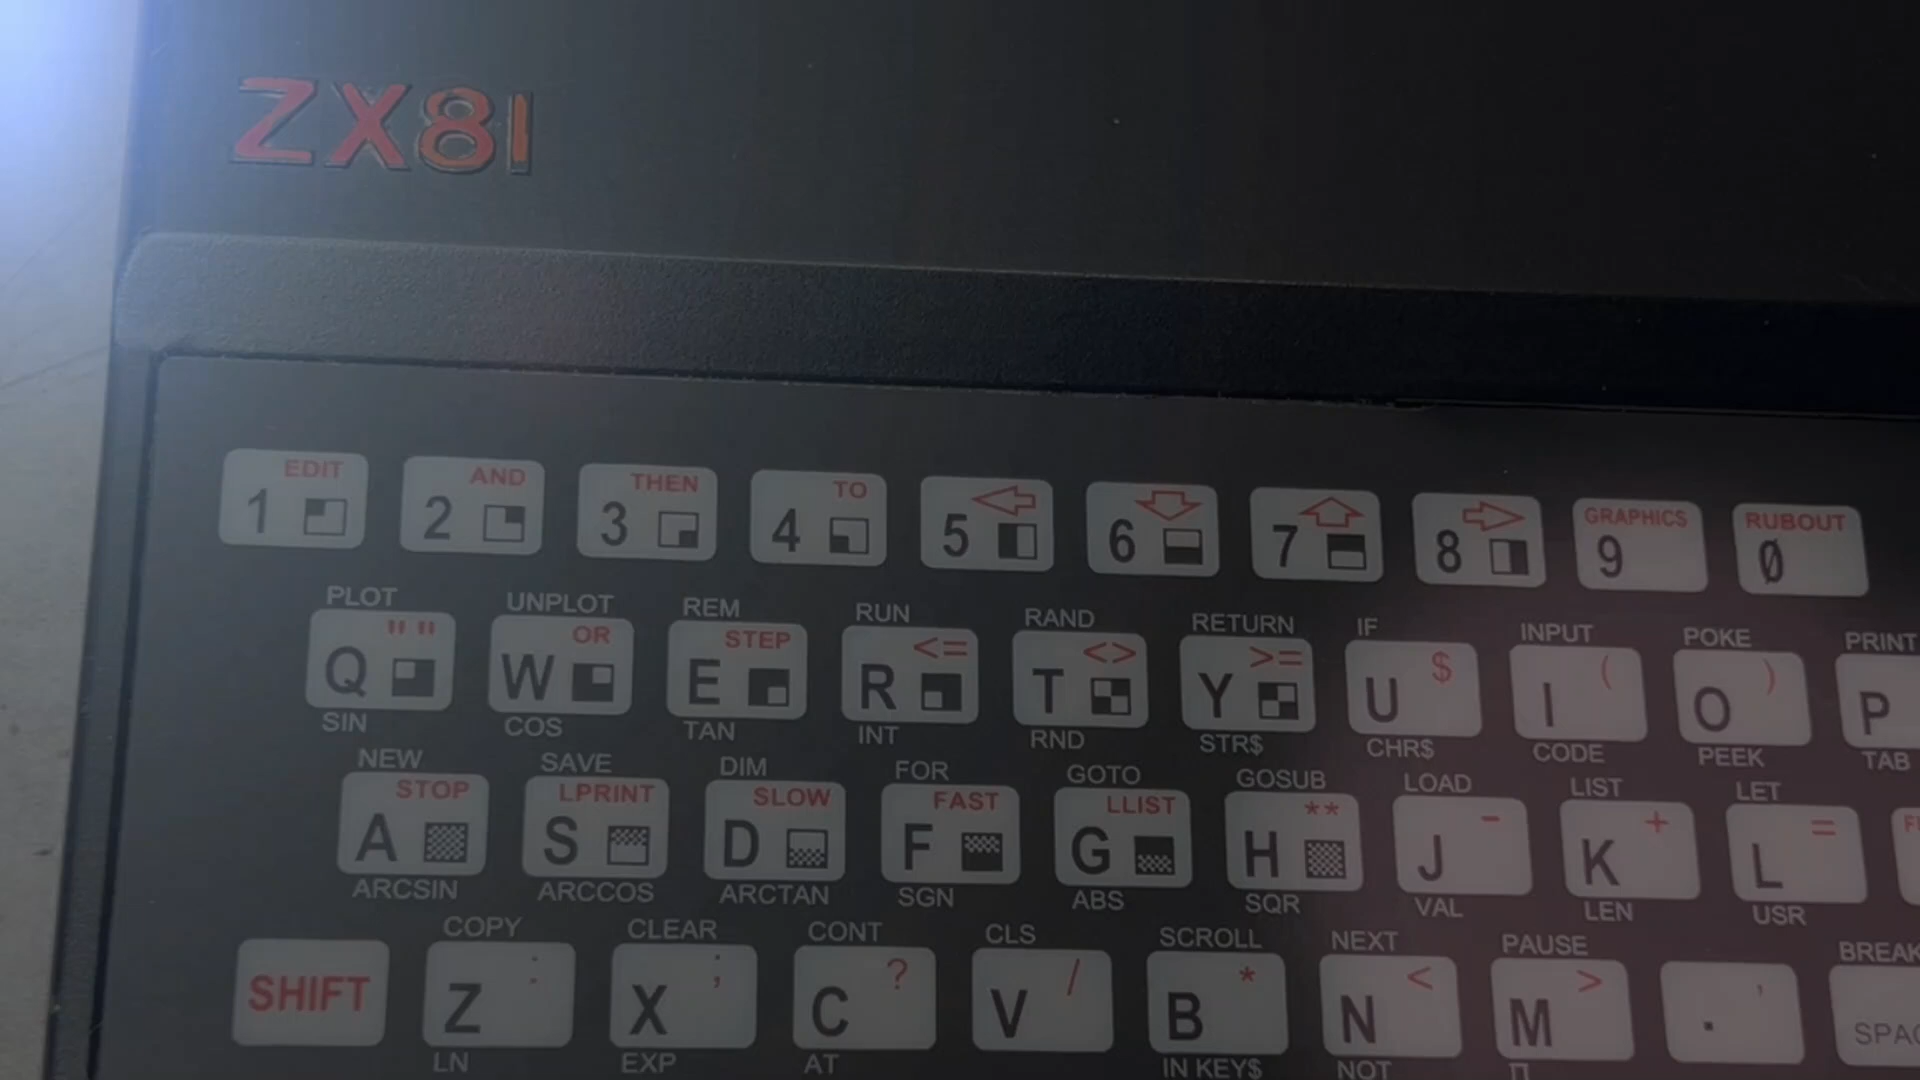 ZX81
EDIT AND THEN TO GRAPHICS RUBOUT
1 2 3 4 5 6 7 8 9 0
PLOT UNPLOT REM RUN RAND RETURN IF INPUT POKE PRINT
" " OR STEP <= <> >= $ ( )
Q W E R T Y U I O P
SIN COS TAN INT RND STR$ CHR$ CODE PEEK TAB
NEW SAVE DIM FOR GOTO GOSUB LOAD LIST LET
STOP LPRINT SLOW FAST LLIST ** - + =
A S D F G H J K L
ARCSIN ARCCOS ARCTAN SGN ABS SQR VAL LEN USR
COPY CLEAR CONT CLS SCROLL NEXT PAUSE BREAK
: ; ? / * < > ,
SHIFT Z X C V B N M .
LN EXP AT IN KEY$ NOT